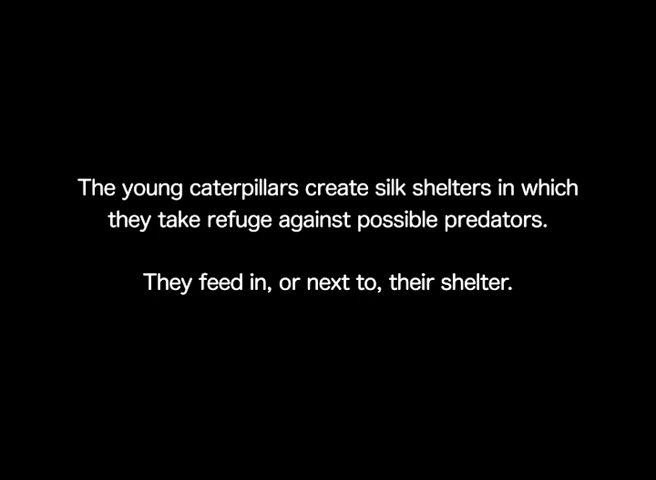 The young caterpillars create silk shelters in which
they take refuge against possible predators.
They feed in, or next to, their shelter.